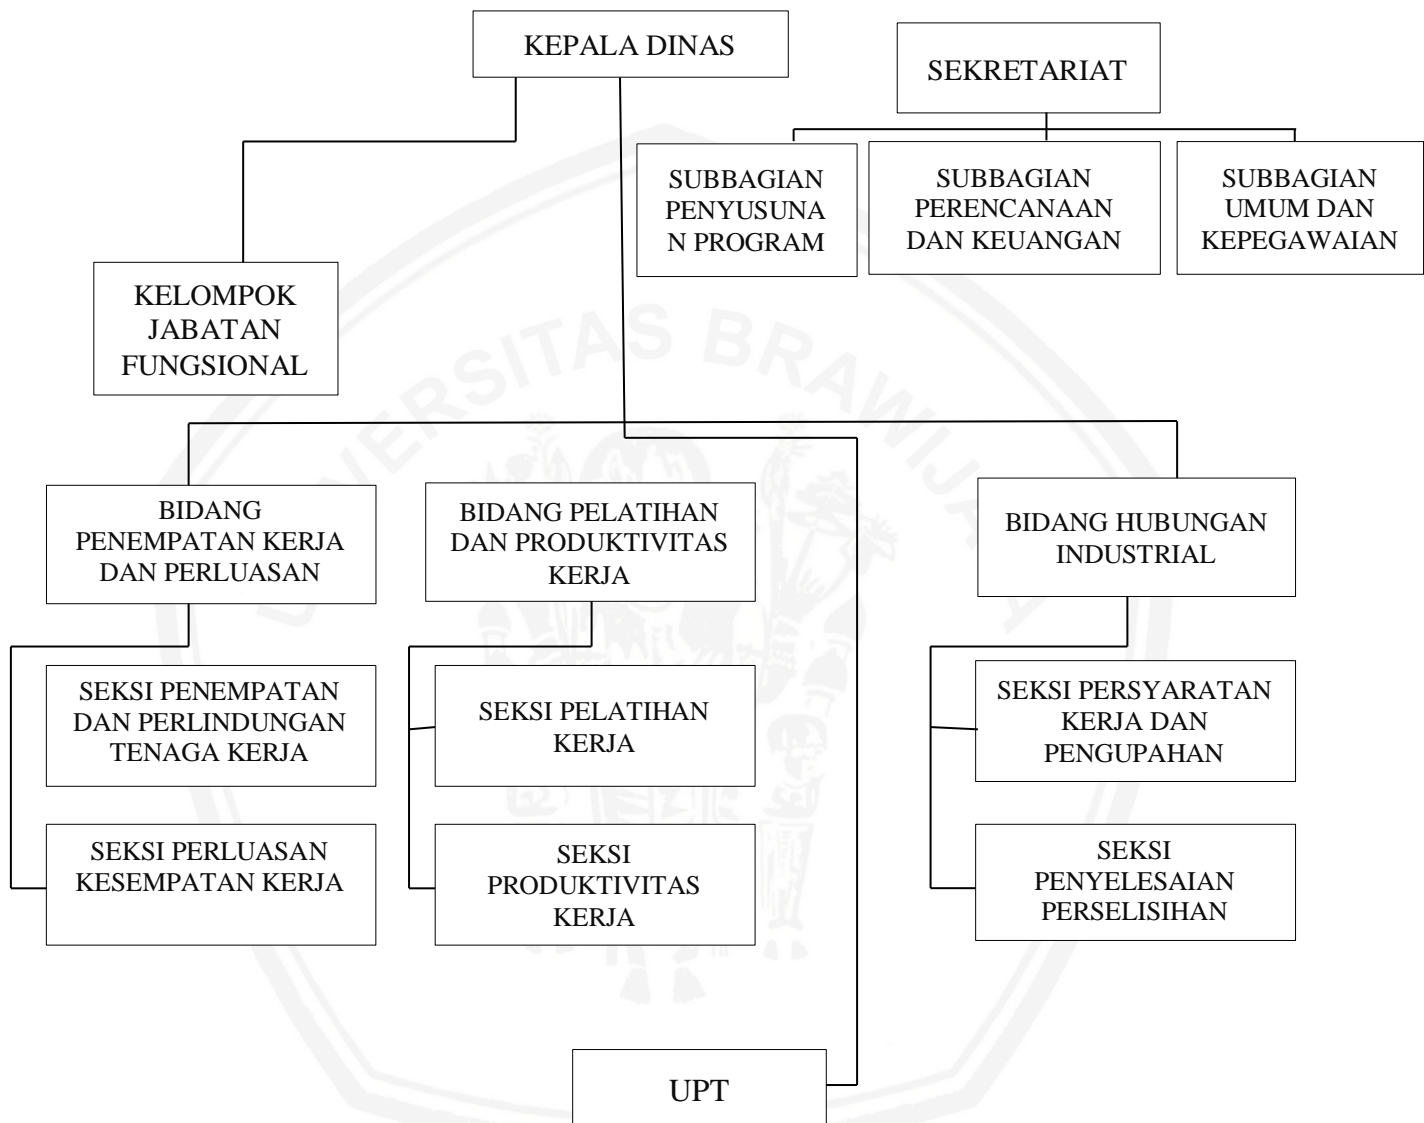 KEPALA DINAS
SEKRETARIAT
SUBBAGIAN
PENYUSUNA
N PROGRAM
SUBBAGIAN
PERENCANAAN
DAN KEUANGAN
SUBBAGIAN
UMUM DAN
KEPEGAWAIAN
KELOMPOK
JABATAN
FUNGSIONAL
UNIVERSITAS BRAWIJAYA
BIDANG
PENEMPATAN KERJA
DAN PERLUASAN
BIDANG PELATIHAN
DAN PRODUKTIVITAS
KERJA
BIDANG HUBUNGAN
INDUSTRIAL
SEKSI PENEMPATAN
DAN PERLINDUNGAN
TENAGA KERJA
SEKSI PELATIHAN
KERJA
SEKSI PERSYARATAN
KERJA DAN
PENGUPAHAN
SEKSI PERLUASAN
KESEMPATAN KERJA
SEKSI
PRODUKTIVITAS
KERJA
SEKSI
PENYELESAIAN
PERSELISIHAN
UPT